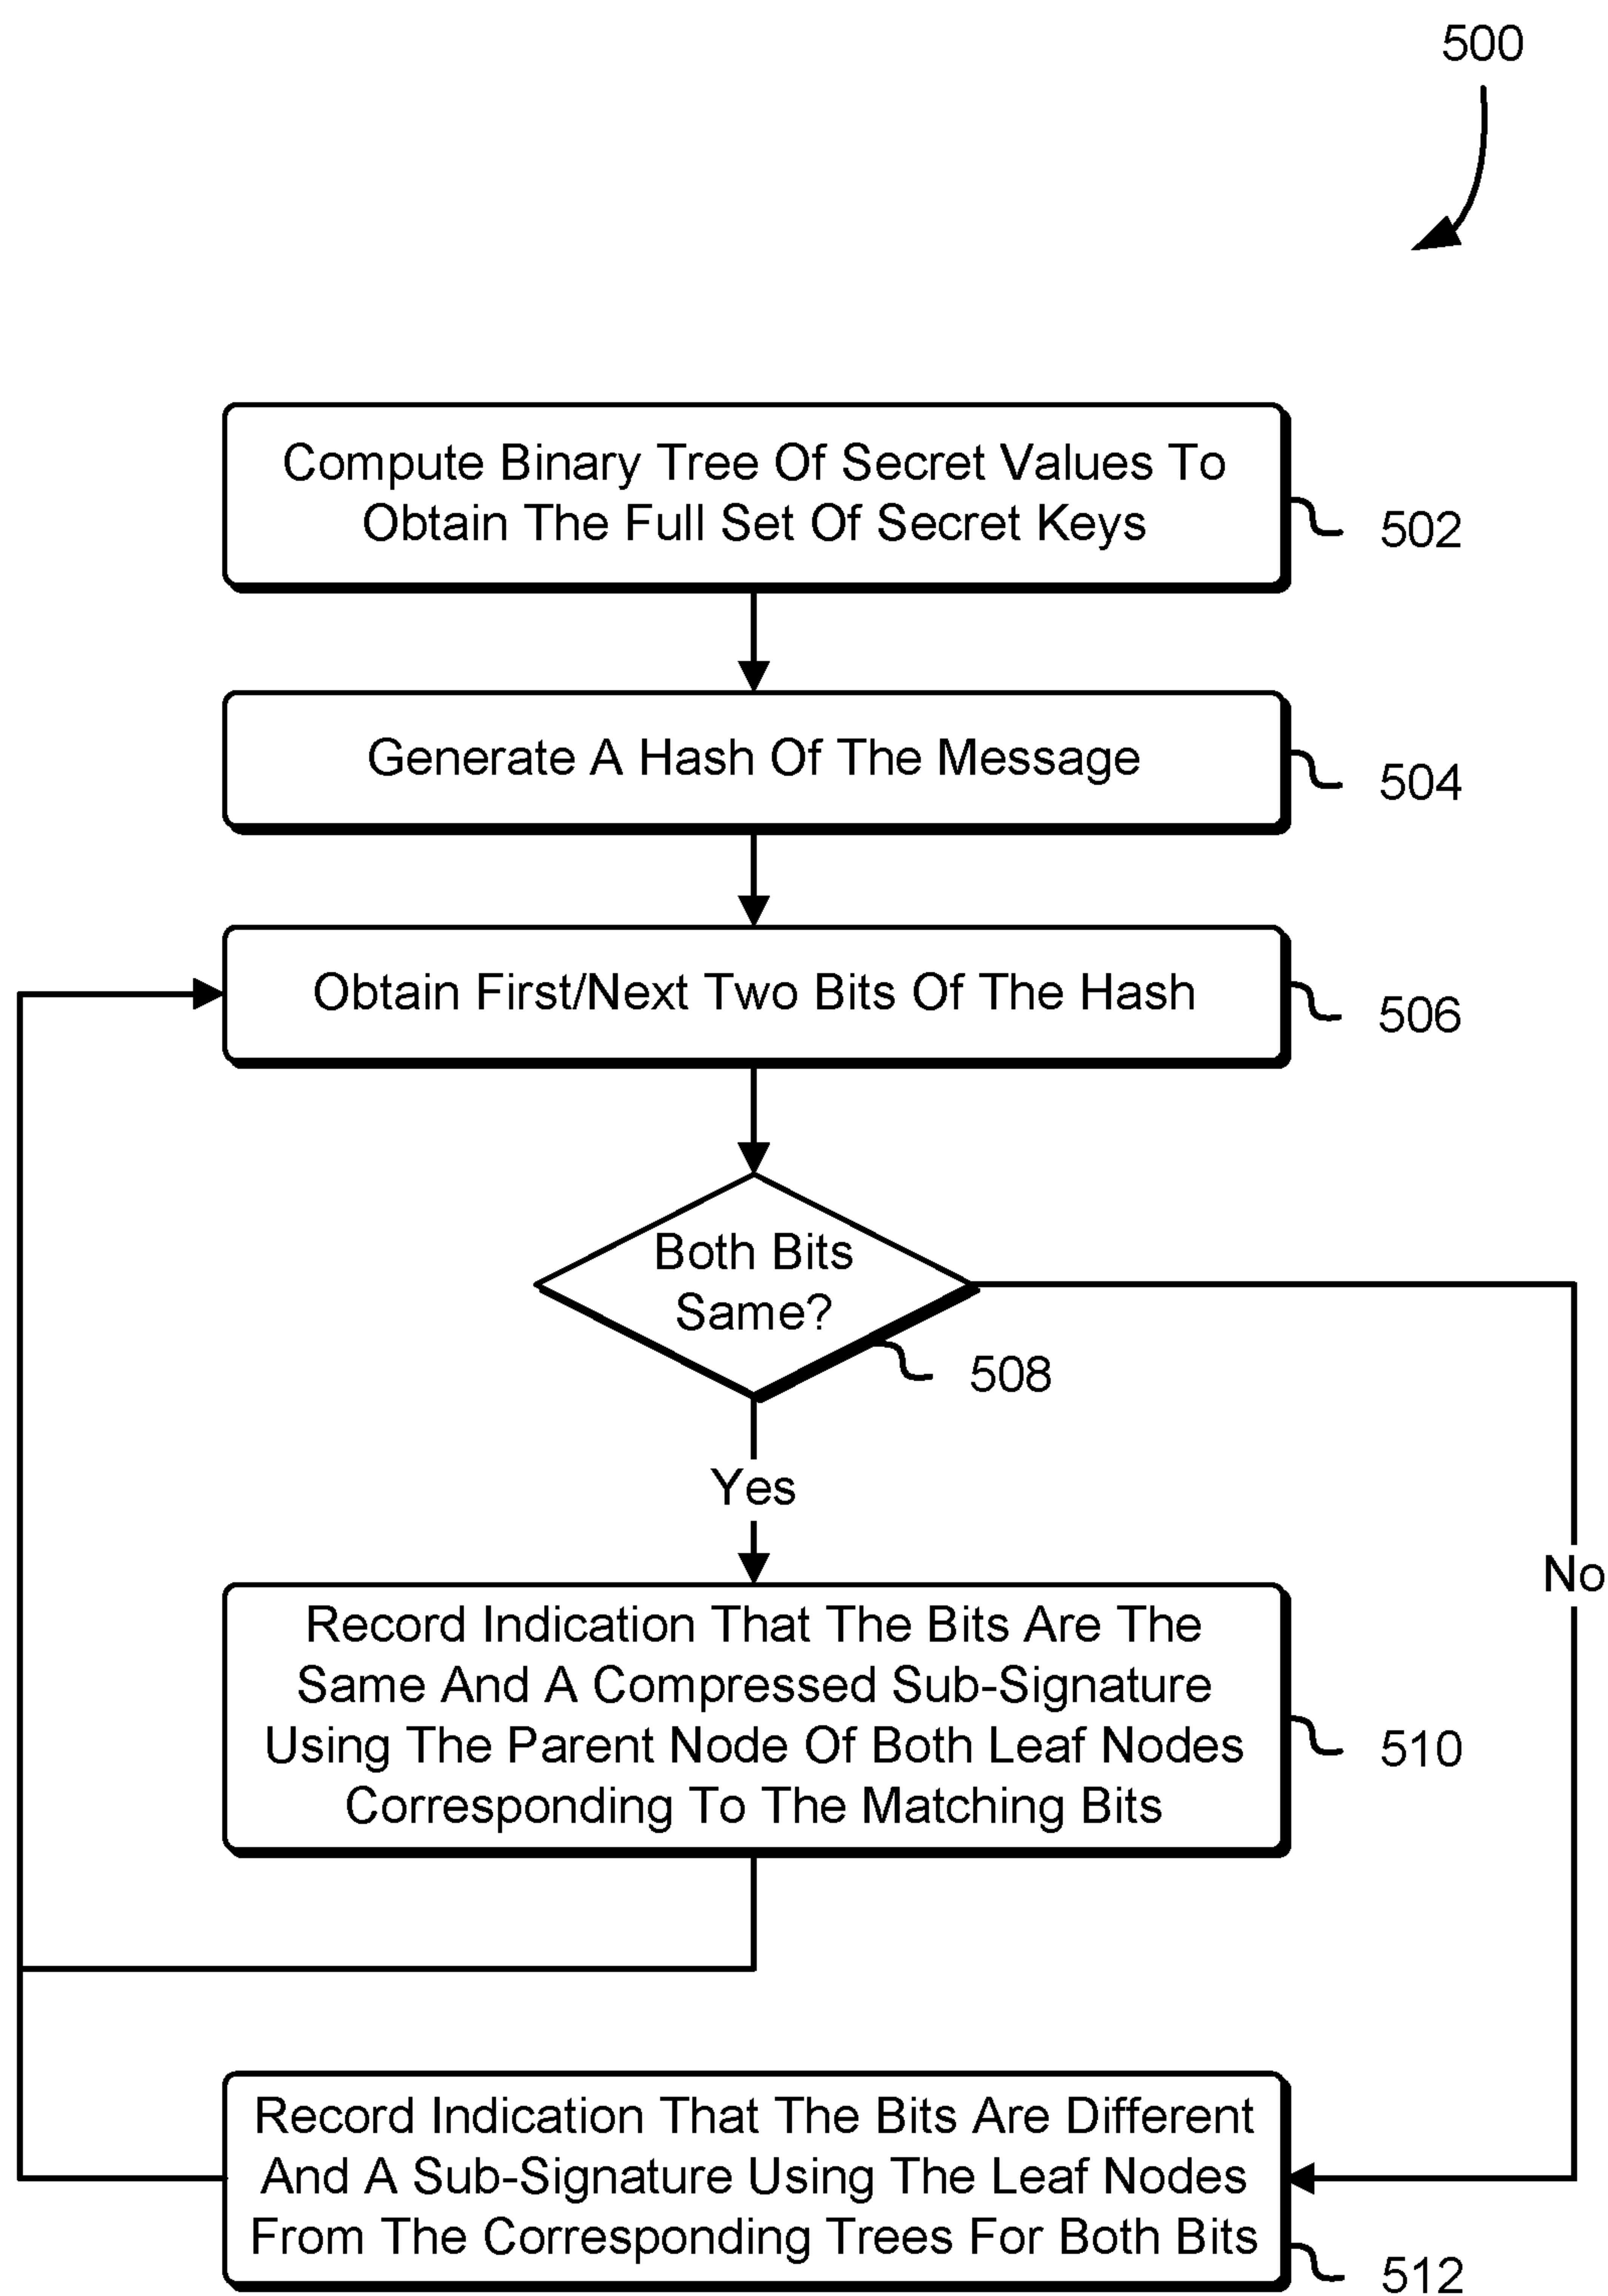 500
Compute Binary Tree Of Secret Values To
Obtain The Full Set Of Secret Keys
502
Generate A Hash Of The Message
504
Obtain First/Next Two Bits Of The Hash
506
Both Bits
Same?
508
Yes
No
Record Indication That The Bits Are The
Same And A Compressed Sub-Signature
Using The Parent Node Of Both Leaf Nodes
Corresponding To The Matching Bits
510
Record Indication That The Bits Are Different
And A Sub-Signature Using The Leaf Nodes
From The Corresponding Trees For Both Bits
512